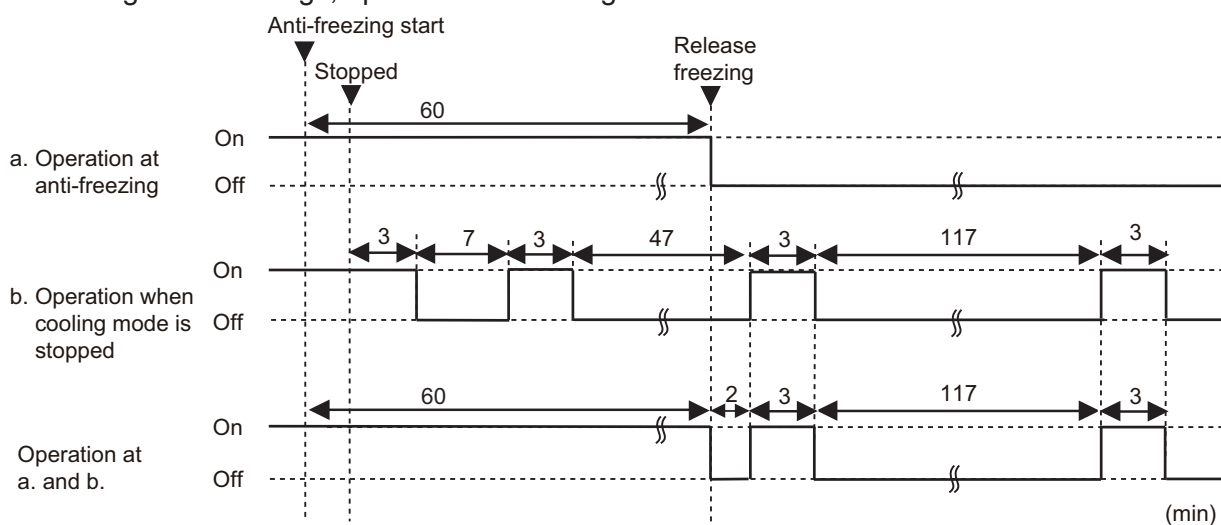 Anti-freezing start
Stopped
Release
freezing
60
a. Operation at
anti-freezing
On
Off
3 7 3 47 3 117 3
b. Operation when
cooling mode is
stopped
On
Off
60 2 3 117 3
Operation at
a. and b.
On
Off
(min)